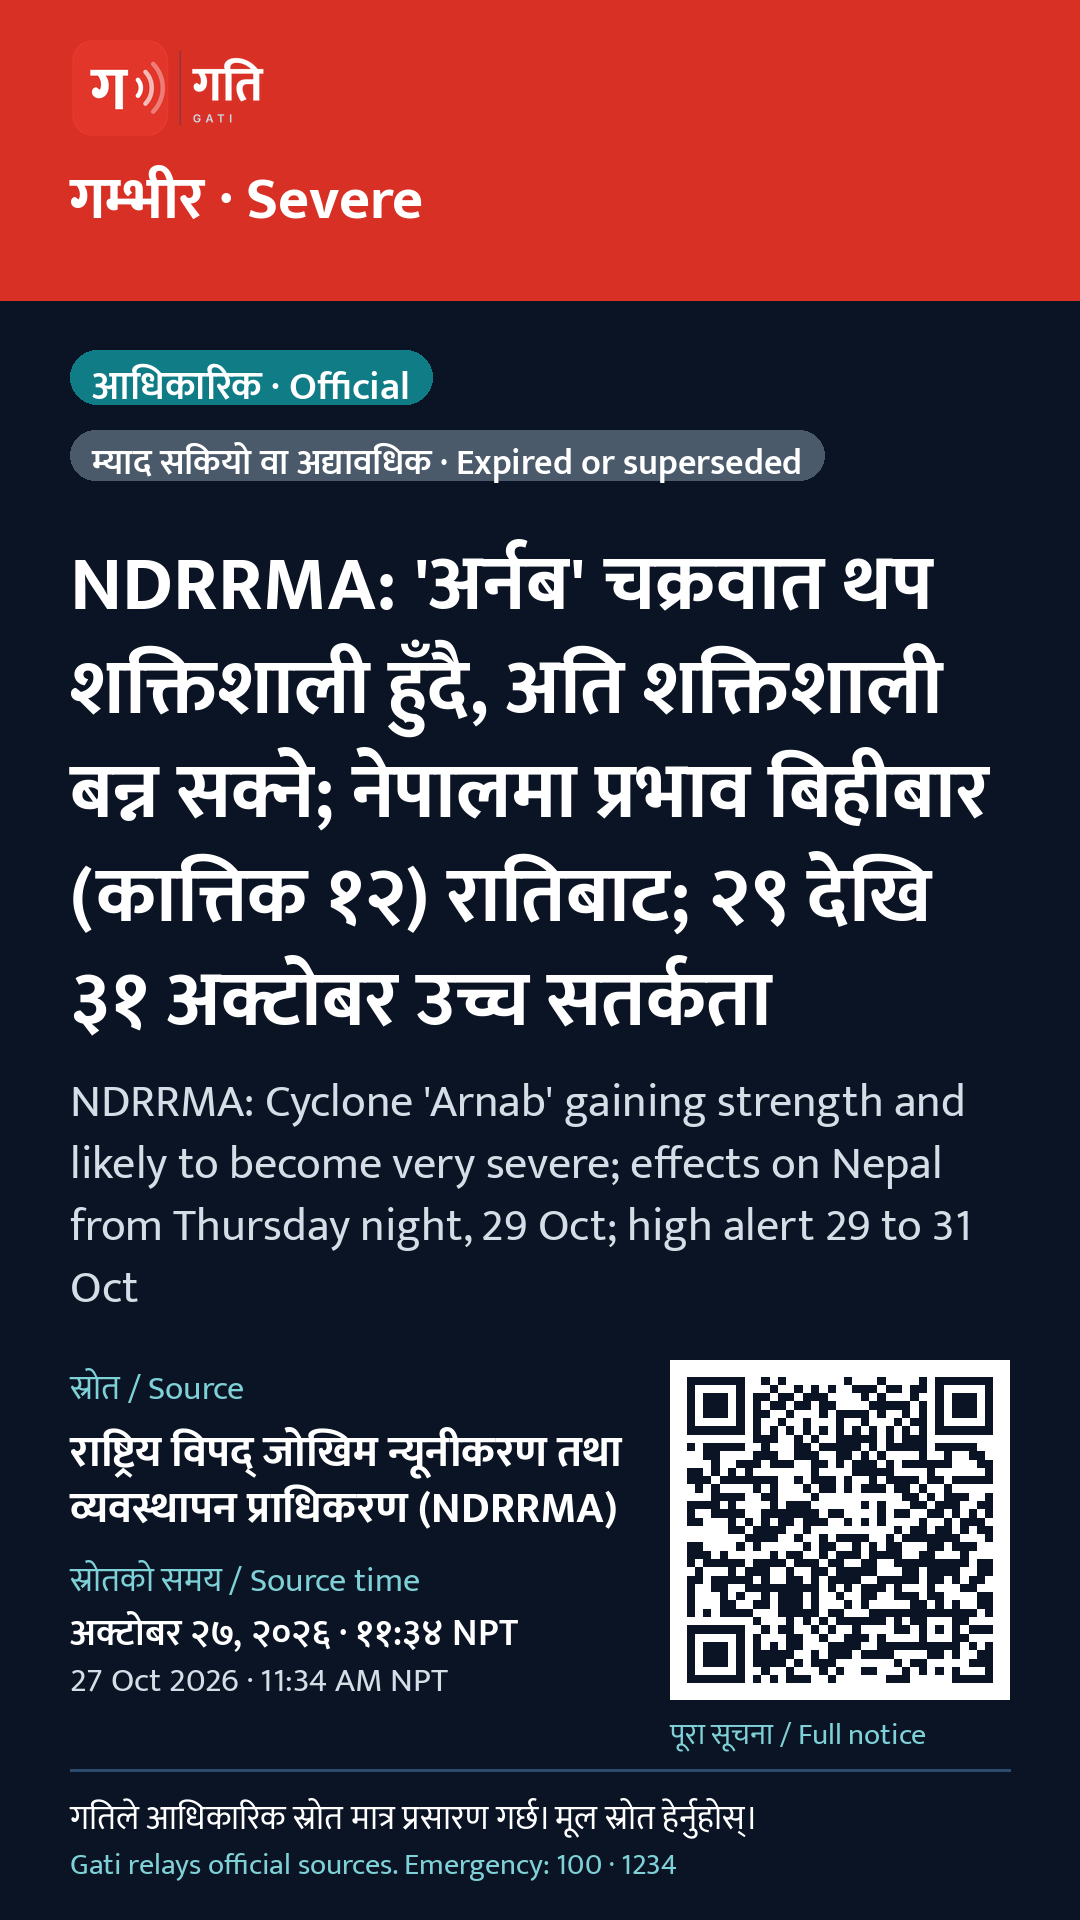 ग
गति
GATI
गम्भीर · Severe
आधिकारिक · Official
म्याद सकियो वा अद्यावधिक · Expired or superseded
NDRRMA: 'अर्नब' चक्रवात थप
शक्तिशाली हुँदै, अति शक्तिशाली
बन्न सक्ने; नेपालमा प्रभाव बिहीबार
(कात्तिक १२) रातिबाट; २९ देखि
३१ अक्टोबर उच्च सतर्कता
NDRRMA: Cyclone 'Arnab' gaining strength and
likely to become very severe; effects on Nepal
from Thursday night, 29 Oct; high alert 29 to 31
Oct
स्रोत / Source
राष्ट्रिय विपद् जोखिम न्यूनीकरण तथा
व्यवस्थापन प्राधिकरण (NDRRMA)
स्रोतको समय / Source time
अक्टोबर २७, २०२६ · ११:३४ NPT
27 Oct 2026 · 11:34 AM NPT
पूरा सूचना / Full notice
गतिले आधिकारिक स्रोत मात्र प्रसारण गर्छ। मूल स्रोत हेर्नुहोस्।
Gati relays official sources. Emergency: 100 · 1234